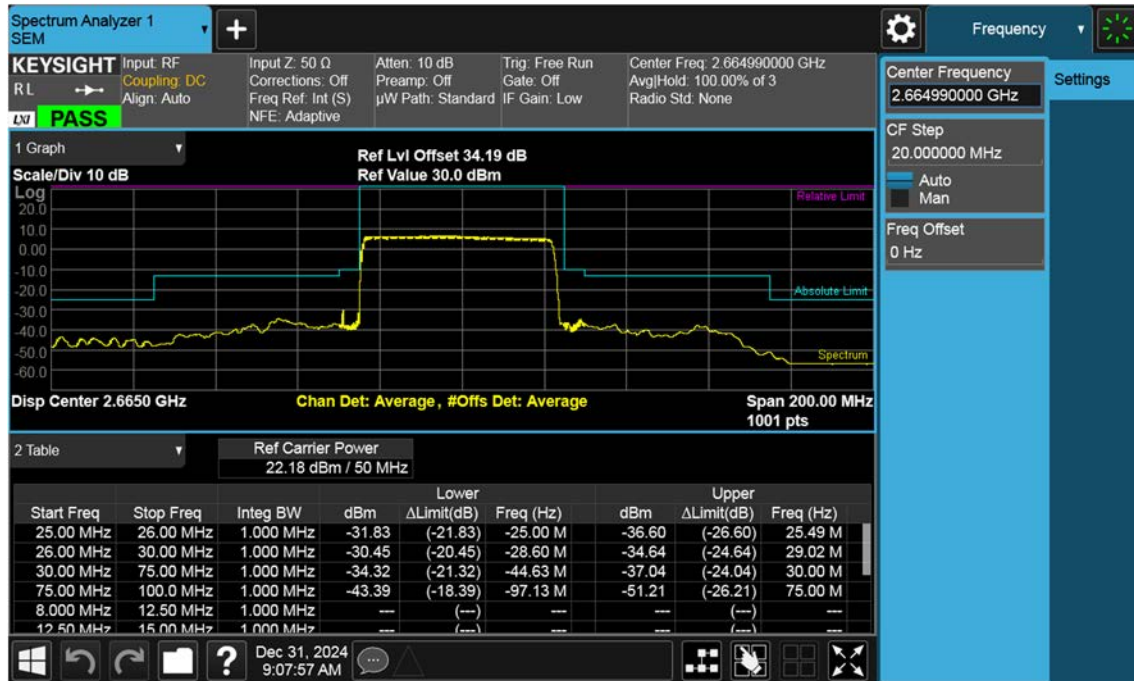 Spectrum Analyzer 1
SEM
Frequency
KEYSIGHT
R L
LXI PASS
Input: RF
Coupling: DC
Align: Auto
Input Z: 50 Ω
Corrections: Off
Freq Ref: Int (S)
NFE: Adaptive
Atten: 10 dB
Preamp: Off
µW Path: Standard
Trig: Free Run
Gate: Off
IF Gain: Low
Center Freq: 2.664990000 GHz
Avg|Hold: 100.00% of 3
Radio Std: None
Center Frequency
2.664990000 GHz
Settings
CF Step
20.000000 MHz
Auto
Man
Freq Offset
0 Hz
1 Graph
Scale/Div 10 dB
Ref Lvl Offset 34.19 dB
Ref Value 30.0 dBm
Log
20.0
10.0
0.00
-10.0
-20.0
-30.0
-40.0
-50.0
-60.0
Relative Limit
Absolute Limit
Spectrum
Disp Center 2.6650 GHz
Chan Det: Average, #Offs Det: Average
Span 200.00 MHz
1001 pts
2 Table
Ref Carrier Power
22.18 dBm / 50 MHz
Lower Upper
Start Freq Stop Freq Integ BW dBm ΔLimit(dB) Freq (Hz) dBm ΔLimit(dB) Freq (Hz)
25.00 MHz 26.00 MHz 1.000 MHz -31.83 (-21.83) -25.00 M -36.60 (-26.60) 25.49 M
26.00 MHz 30.00 MHz 1.000 MHz -30.45 (-20.45) -28.60 M -34.64 (-24.64) 29.02 M
30.00 MHz 75.00 MHz 1.000 MHz -34.32 (-21.32) -44.63 M -37.04 (-24.04) 30.00 M
75.00 MHz 100.0 MHz 1.000 MHz -43.39 (-18.39) -97.13 M -51.21 (-26.21) 75.00 M
8.000 MHz 12.50 MHz 1.000 MHz --- (---) --- --- (---) ---
12.50 MHz 15.00 MHz 1.000 MHz --- (---) --- --- (---) ---
Dec 31, 2024
9:07:57 AM